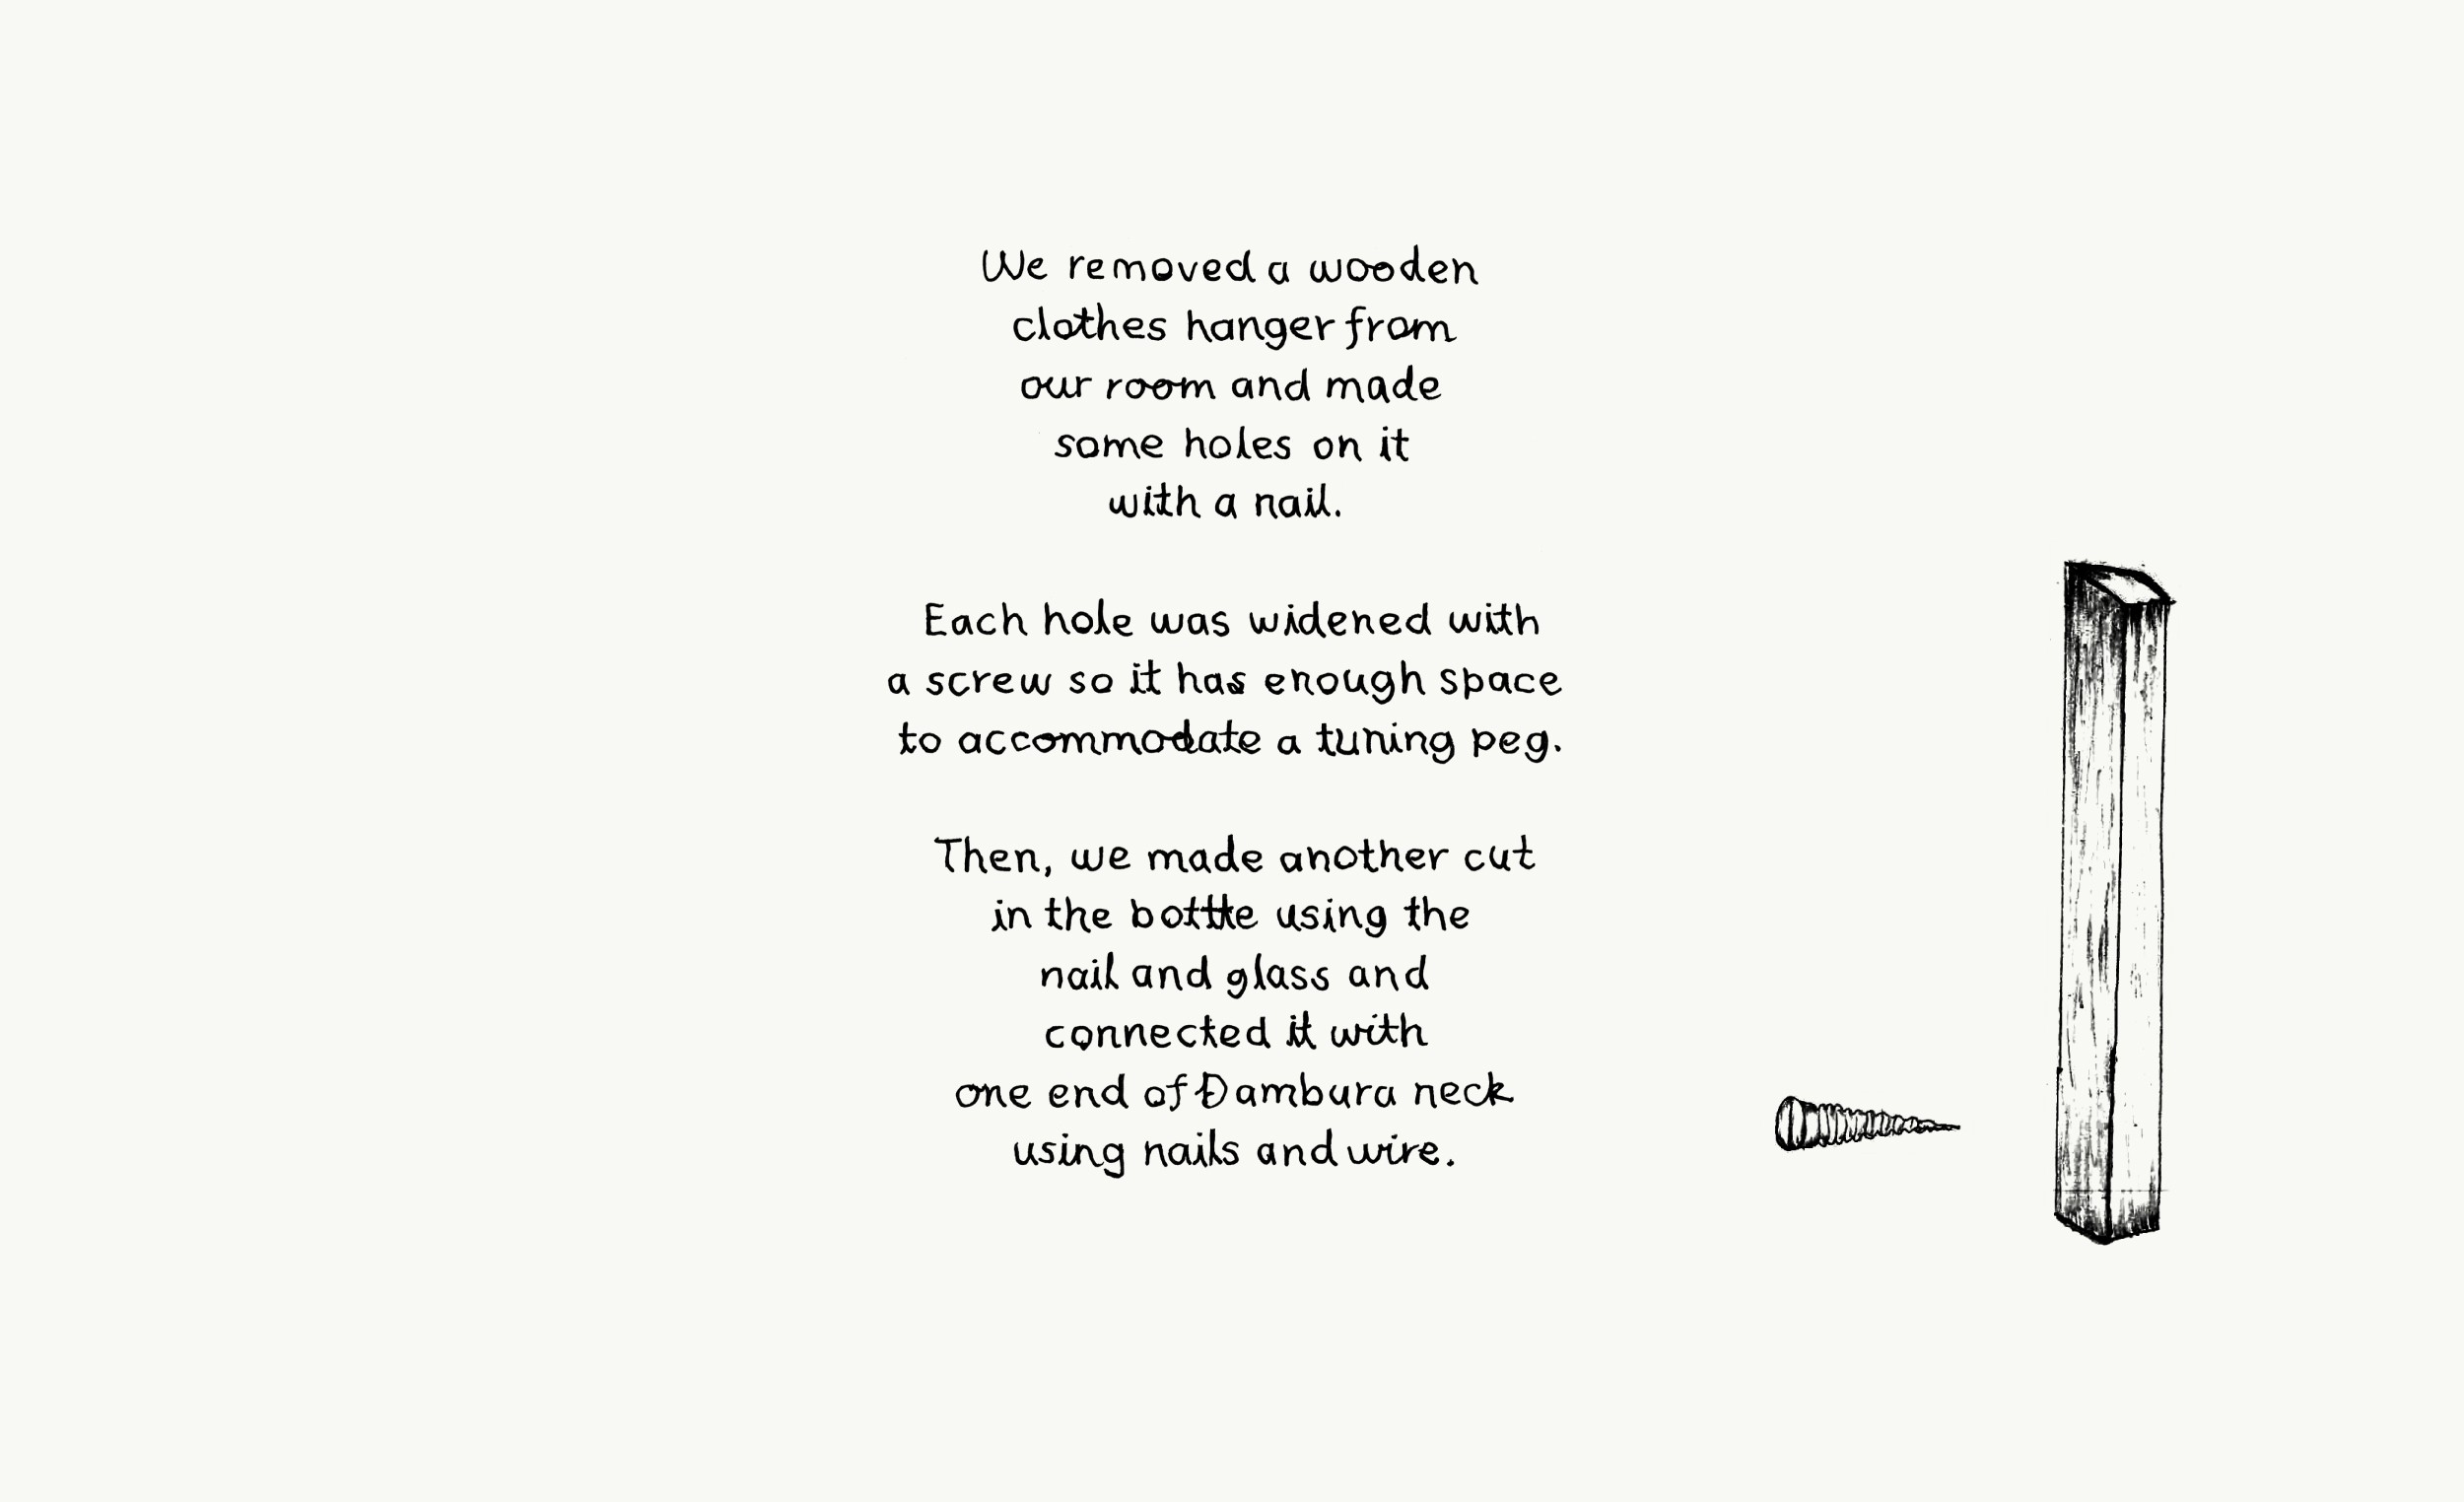 We removed a wooden
clothes hanger from
our room and made
some holes on it
with a nail.
Each hole was widened with
a screw so it has enough space
to accommodate a tuning peg.
Then, we made another cut
in the bottle using the
nail and glass and
connected it with
one end of Dambura neck
using nails and wire.